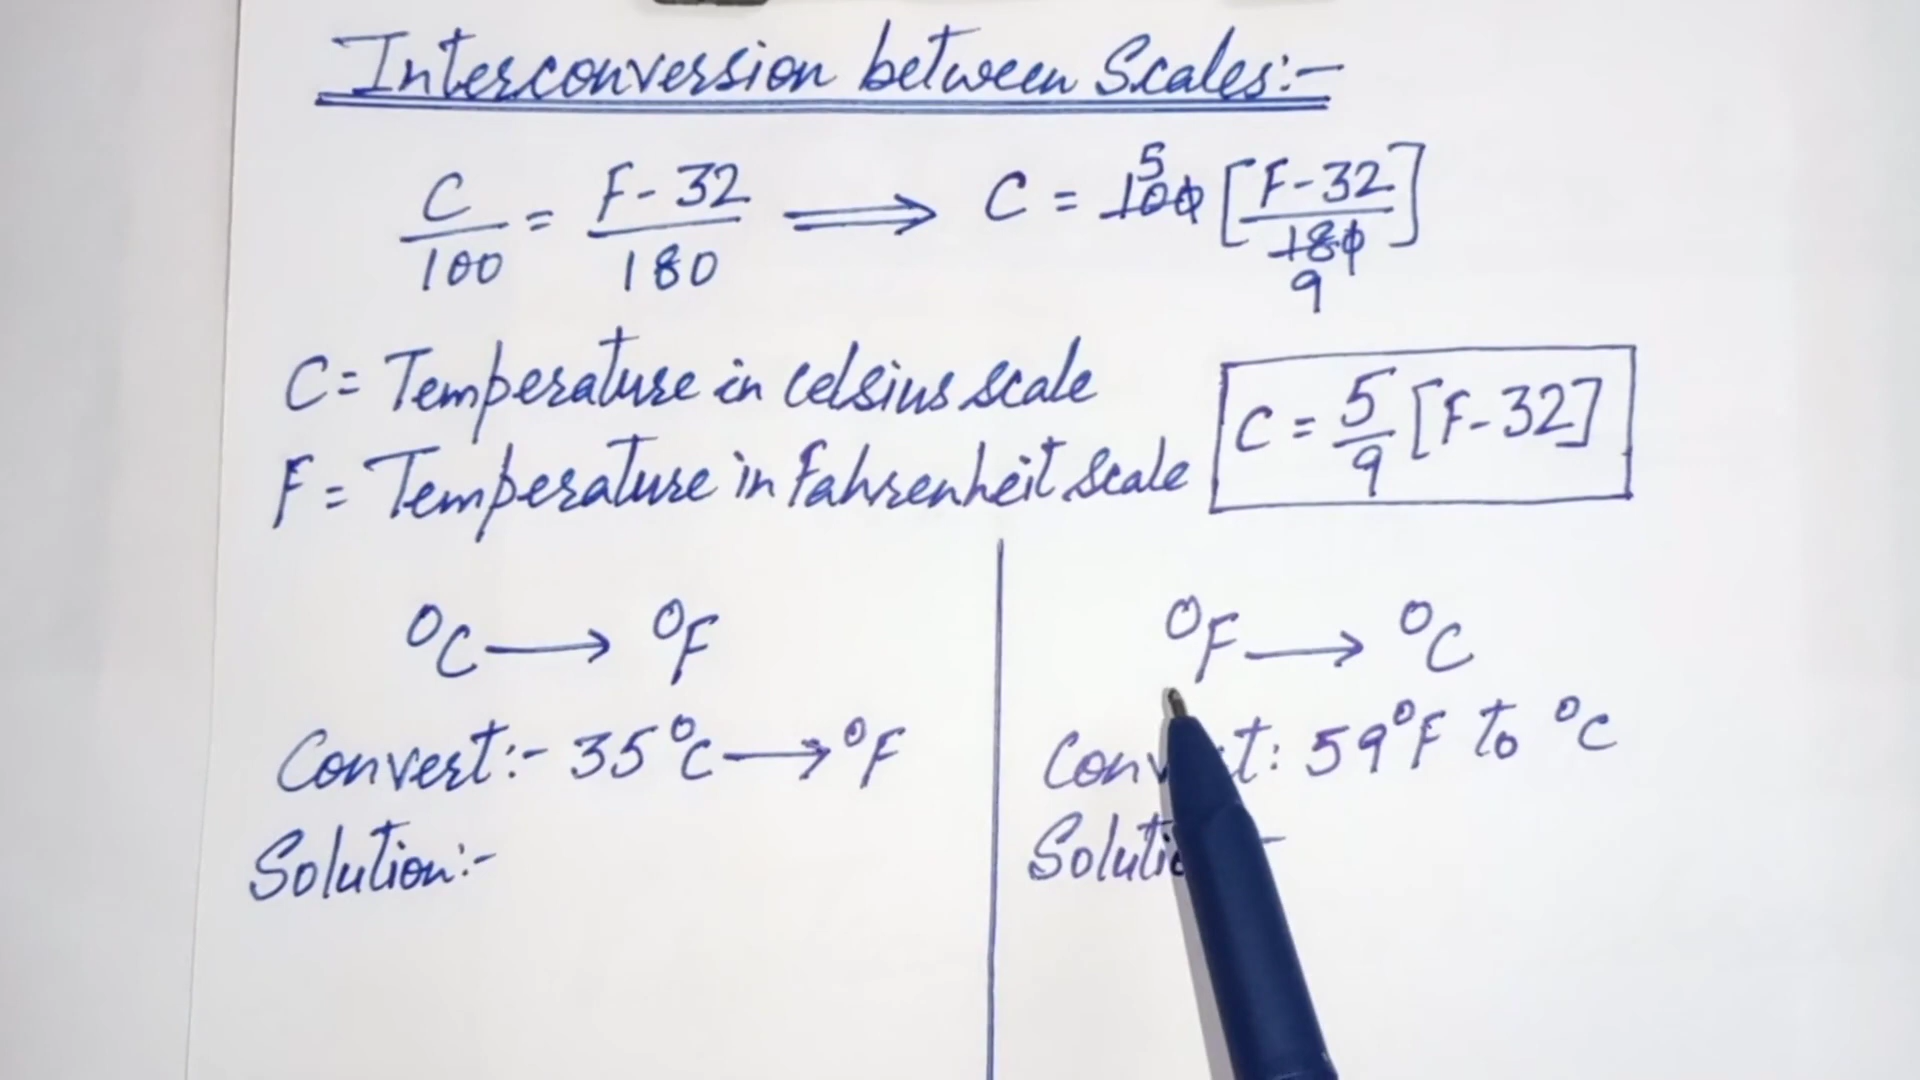 Interconversion between Scales:-
C/100 = F-32/180 ⟹ C = 100 5 [F-32/180 9]
C = Temperature in celsius scale
F = Temperature in Fahrenheit Scale
C = 5/9 [F-32]
°C → °F
Convert:- 35°C → °F
Solution:-
°F → °C
Convert: 59°F to °C